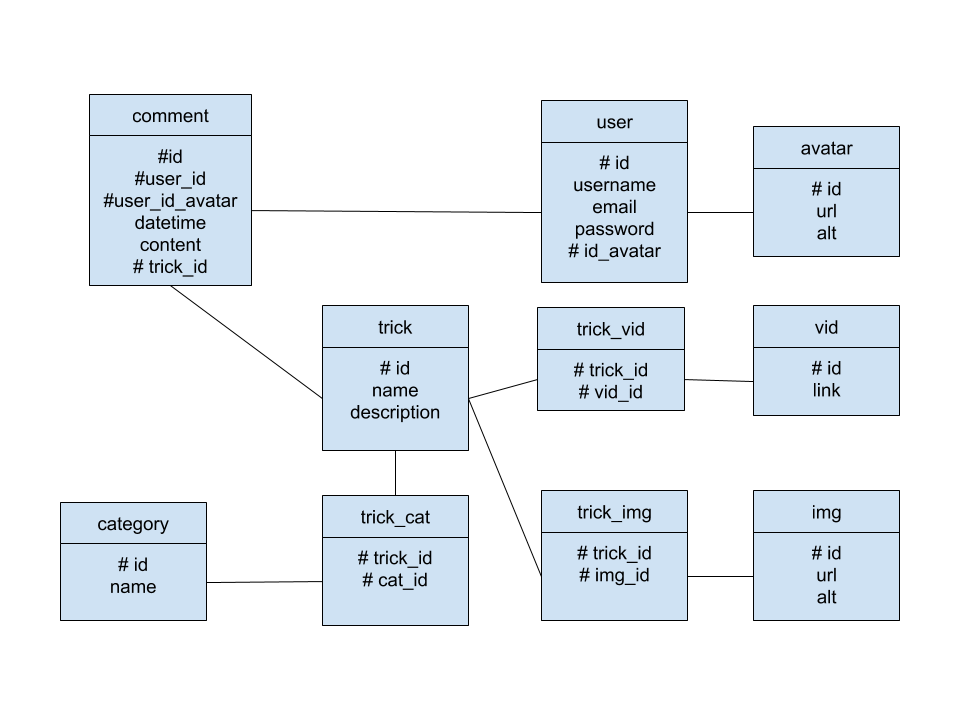 comment
#id
#user_id
#user_id_avatar
datetime
content
# trick_id
user
# id
username
email
password
# id_avatar
avatar
# id
url
alt
trick
# id
name
description
trick_vid
# trick_id
# vid_id
vid
# id
link
category
# id
name
trick_cat
# trick_id
# cat_id
trick_img
# trick_id
# img_id
img
# id
url
alt